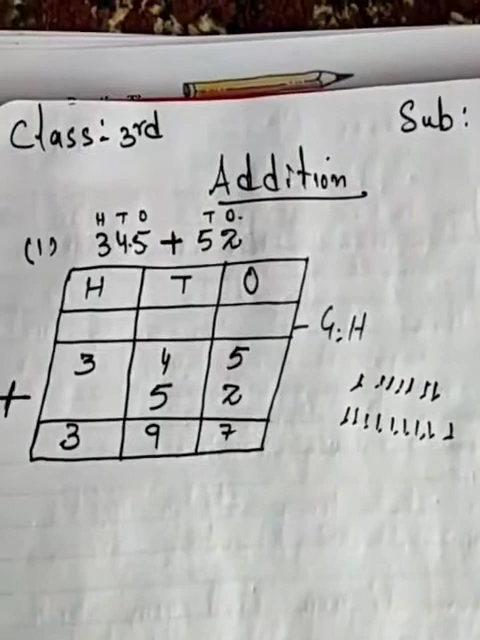 Class:- 3rd
Sub:
Addition
H T O T O.
(1) 345 + 52
H T O
G.H
3 4 5
+ 5 2
3 9 7